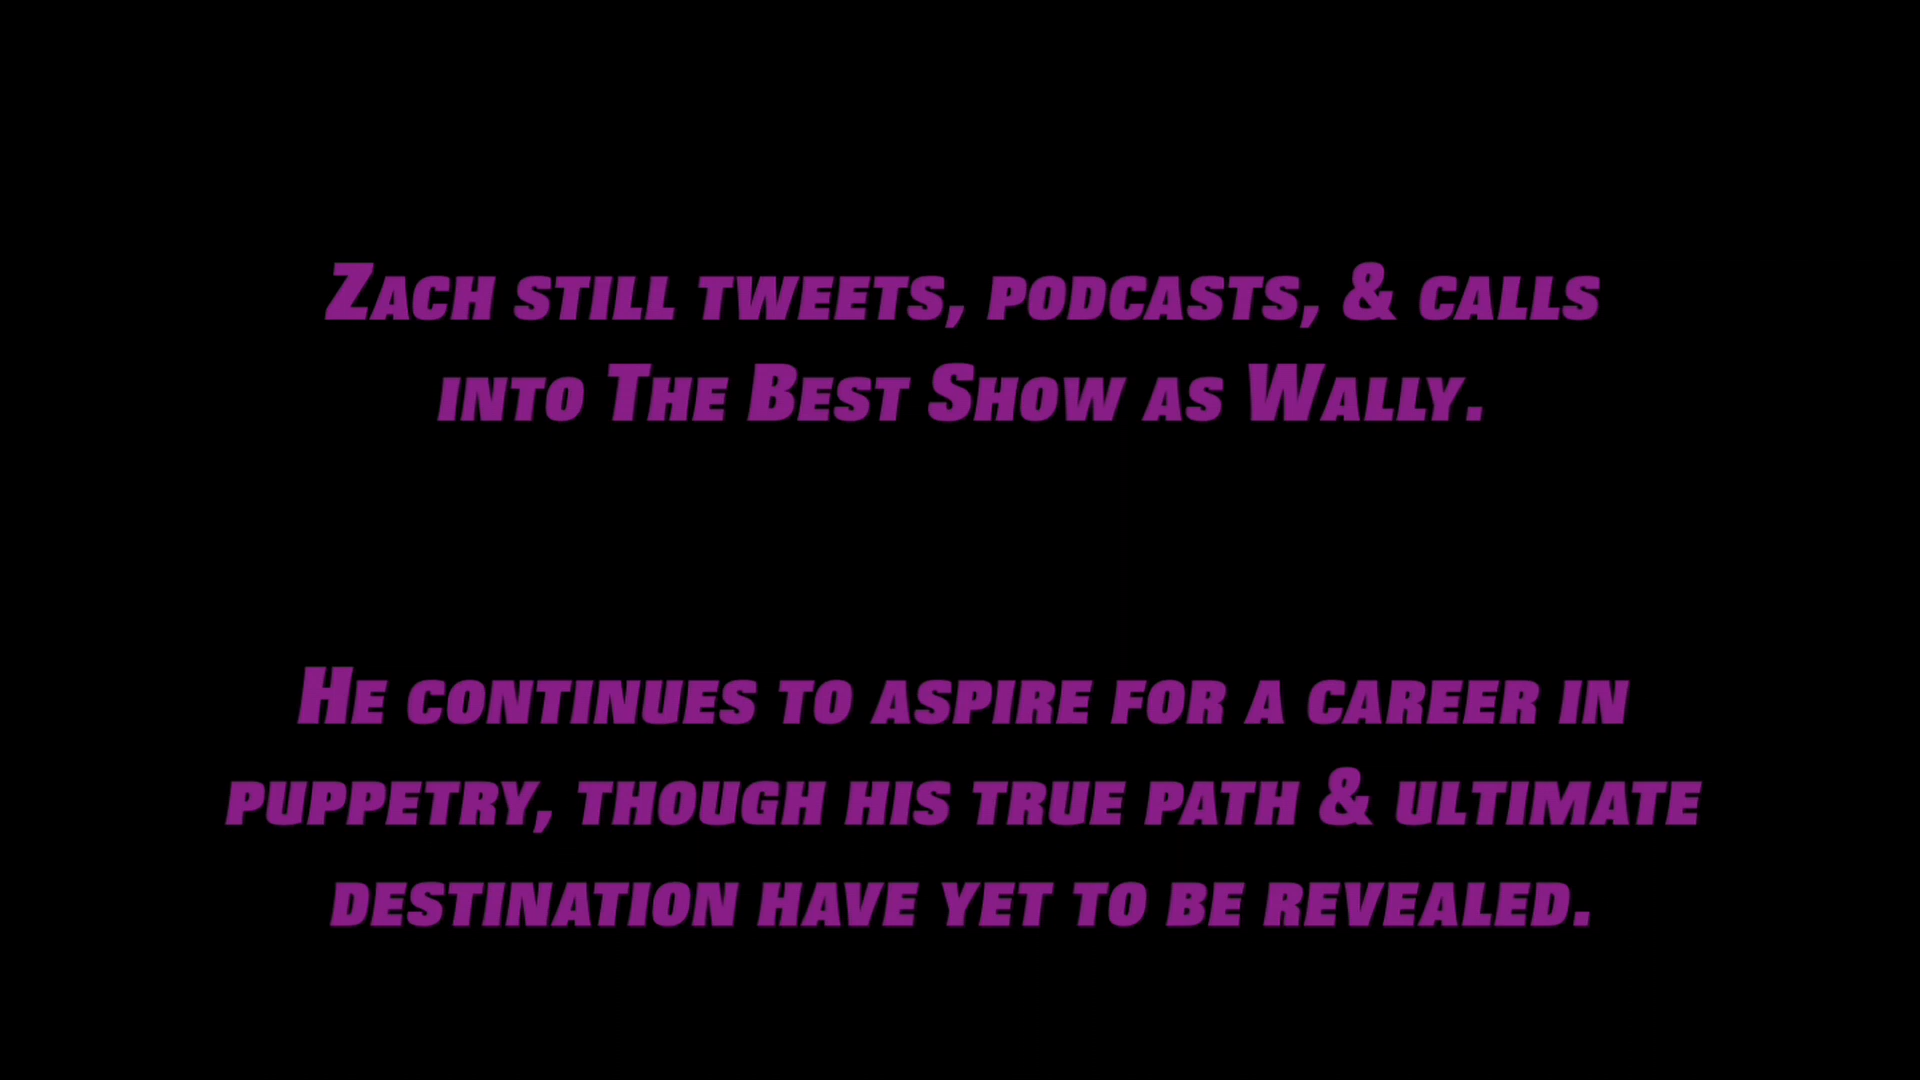 Zach still tweets, podcasts, & calls
into The Best Show as Wally.
He continues to aspire for a career in
puppetry, though his true path & ultimate
destination have yet to be revealed.